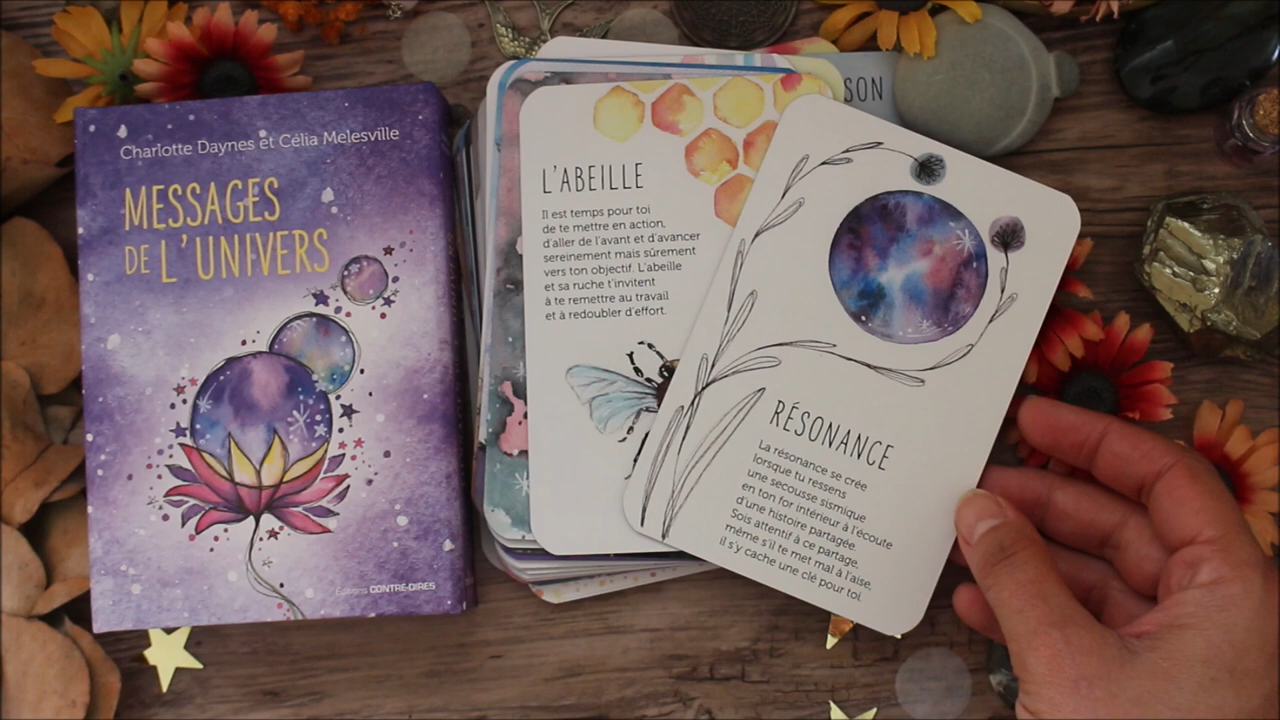 Charlotte Daynes et Célia Melesville
MESSAGES
DE L'UNIVERS
Éditions CONTRE-DIRES
SON
L'ABEILLE
Il est temps pour toi
de te mettre en action,
d'aller de l'avant et d'avancer
sereinement mais sûrement
vers ton objectif. L'abeille
et sa ruche t'invitent
à te remettre au travail
et à redoubler d'effort.
RÉSONANCE
La résonance se crée
lorsque tu ressens
une secousse sismique
en ton for intérieur à l'écoute
d'une histoire partagée.
Sois attentif à ce partage,
même s'il te met mal à l'aise,
il s'y cache une clé pour toi.